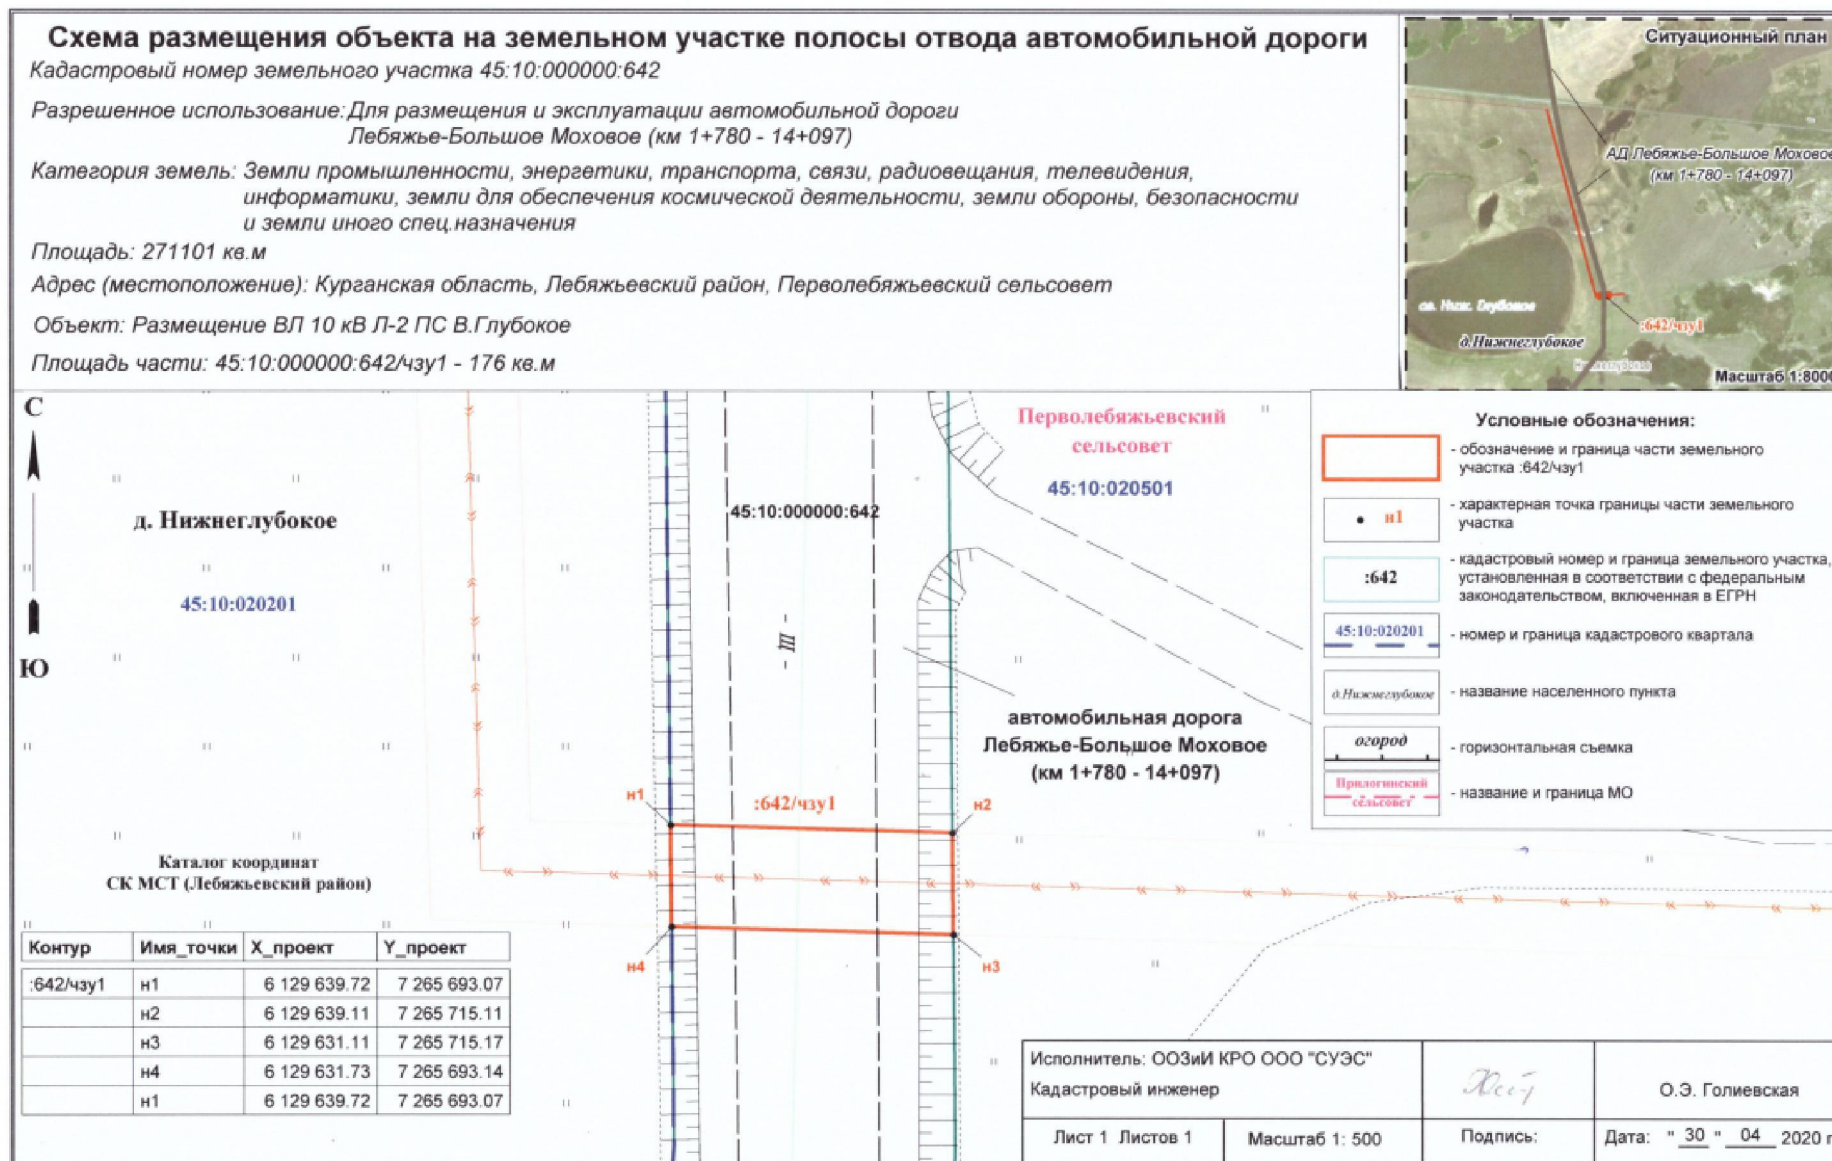 Схема размещения объекта на земельном участке полосы отвода автомобильной дороги
Кадастровый номер земельного участка 45:10:000000:642
Разрешенное использование: Для размещения и эксплуатации автомобильной дороги
Лебяжье-Большое Моховое (км 1+780 - 14+097)
Категория земель: Земли промышленности, энергетики, транспорта, связи, радиовещания, телевидения,
информатики, земли для обеспечения космической деятельности, земли обороны, безопасности
и земли иного спец.назначения
Площадь: 271101 кв.м
Адрес (местоположение): Курганская область, Лебяжьевский район, Перволебяжьевский сельсовет
Объект: Размещение ВЛ 10 кВ Л-2 ПС В.Глубокое
Площадь части: 45:10:000000:642/чзу1 - 176 кв.м
Ситуационный план
АД Лебяжье-Большое Моховое
(км 1+780 - 14+097)
оз. Ниж. Глубокое
:642/чзу1
д.Нижнеглубокое
Масштаб 1:8000
С
Ю
д. Нижнеглубокое
45:10:020201
Перволебяжьевский
сельсовет
45:10:020501
45:10:000000:642
- III -
автомобильная дорога
Лебяжье-Большое Моховое
(км 1+780 - 14+097)
н1
:642/чзу1
н2
н4
н3
Условные обозначения:
- обозначение и граница части земельного
участка :642/чзу1
н1
- характерная точка границы части земельного
участка
:642
- кадастровый номер и граница земельного участка,
установленная в соответствии с федеральным
законодательством, включенная в ЕГРН
45:10:020201
- номер и граница кадастрового квартала
д.Нижнеглубокое
- название населенного пункта
огород
- горизонтальная съемка
Прилогинский
сельсовет
- название и граница МО
Каталог координат
СК МСТ (Лебяжьевский район)
Контур Имя_точки X_проект Y_проект
:642/чзу1 н1 6 129 639.72 7 265 693.07
н2 6 129 639.11 7 265 715.11
н3 6 129 631.11 7 265 715.17
н4 6 129 631.73 7 265 693.14
н1 6 129 639.72 7 265 693.07
Исполнитель: ООЗиИ КРО ООО "СУЭС"
Кадастровый инженер
О.Э. Голиевская
Лист 1 Листов 1
Масштаб 1: 500
Подпись:
Дата: " 30 " 04 2020 г